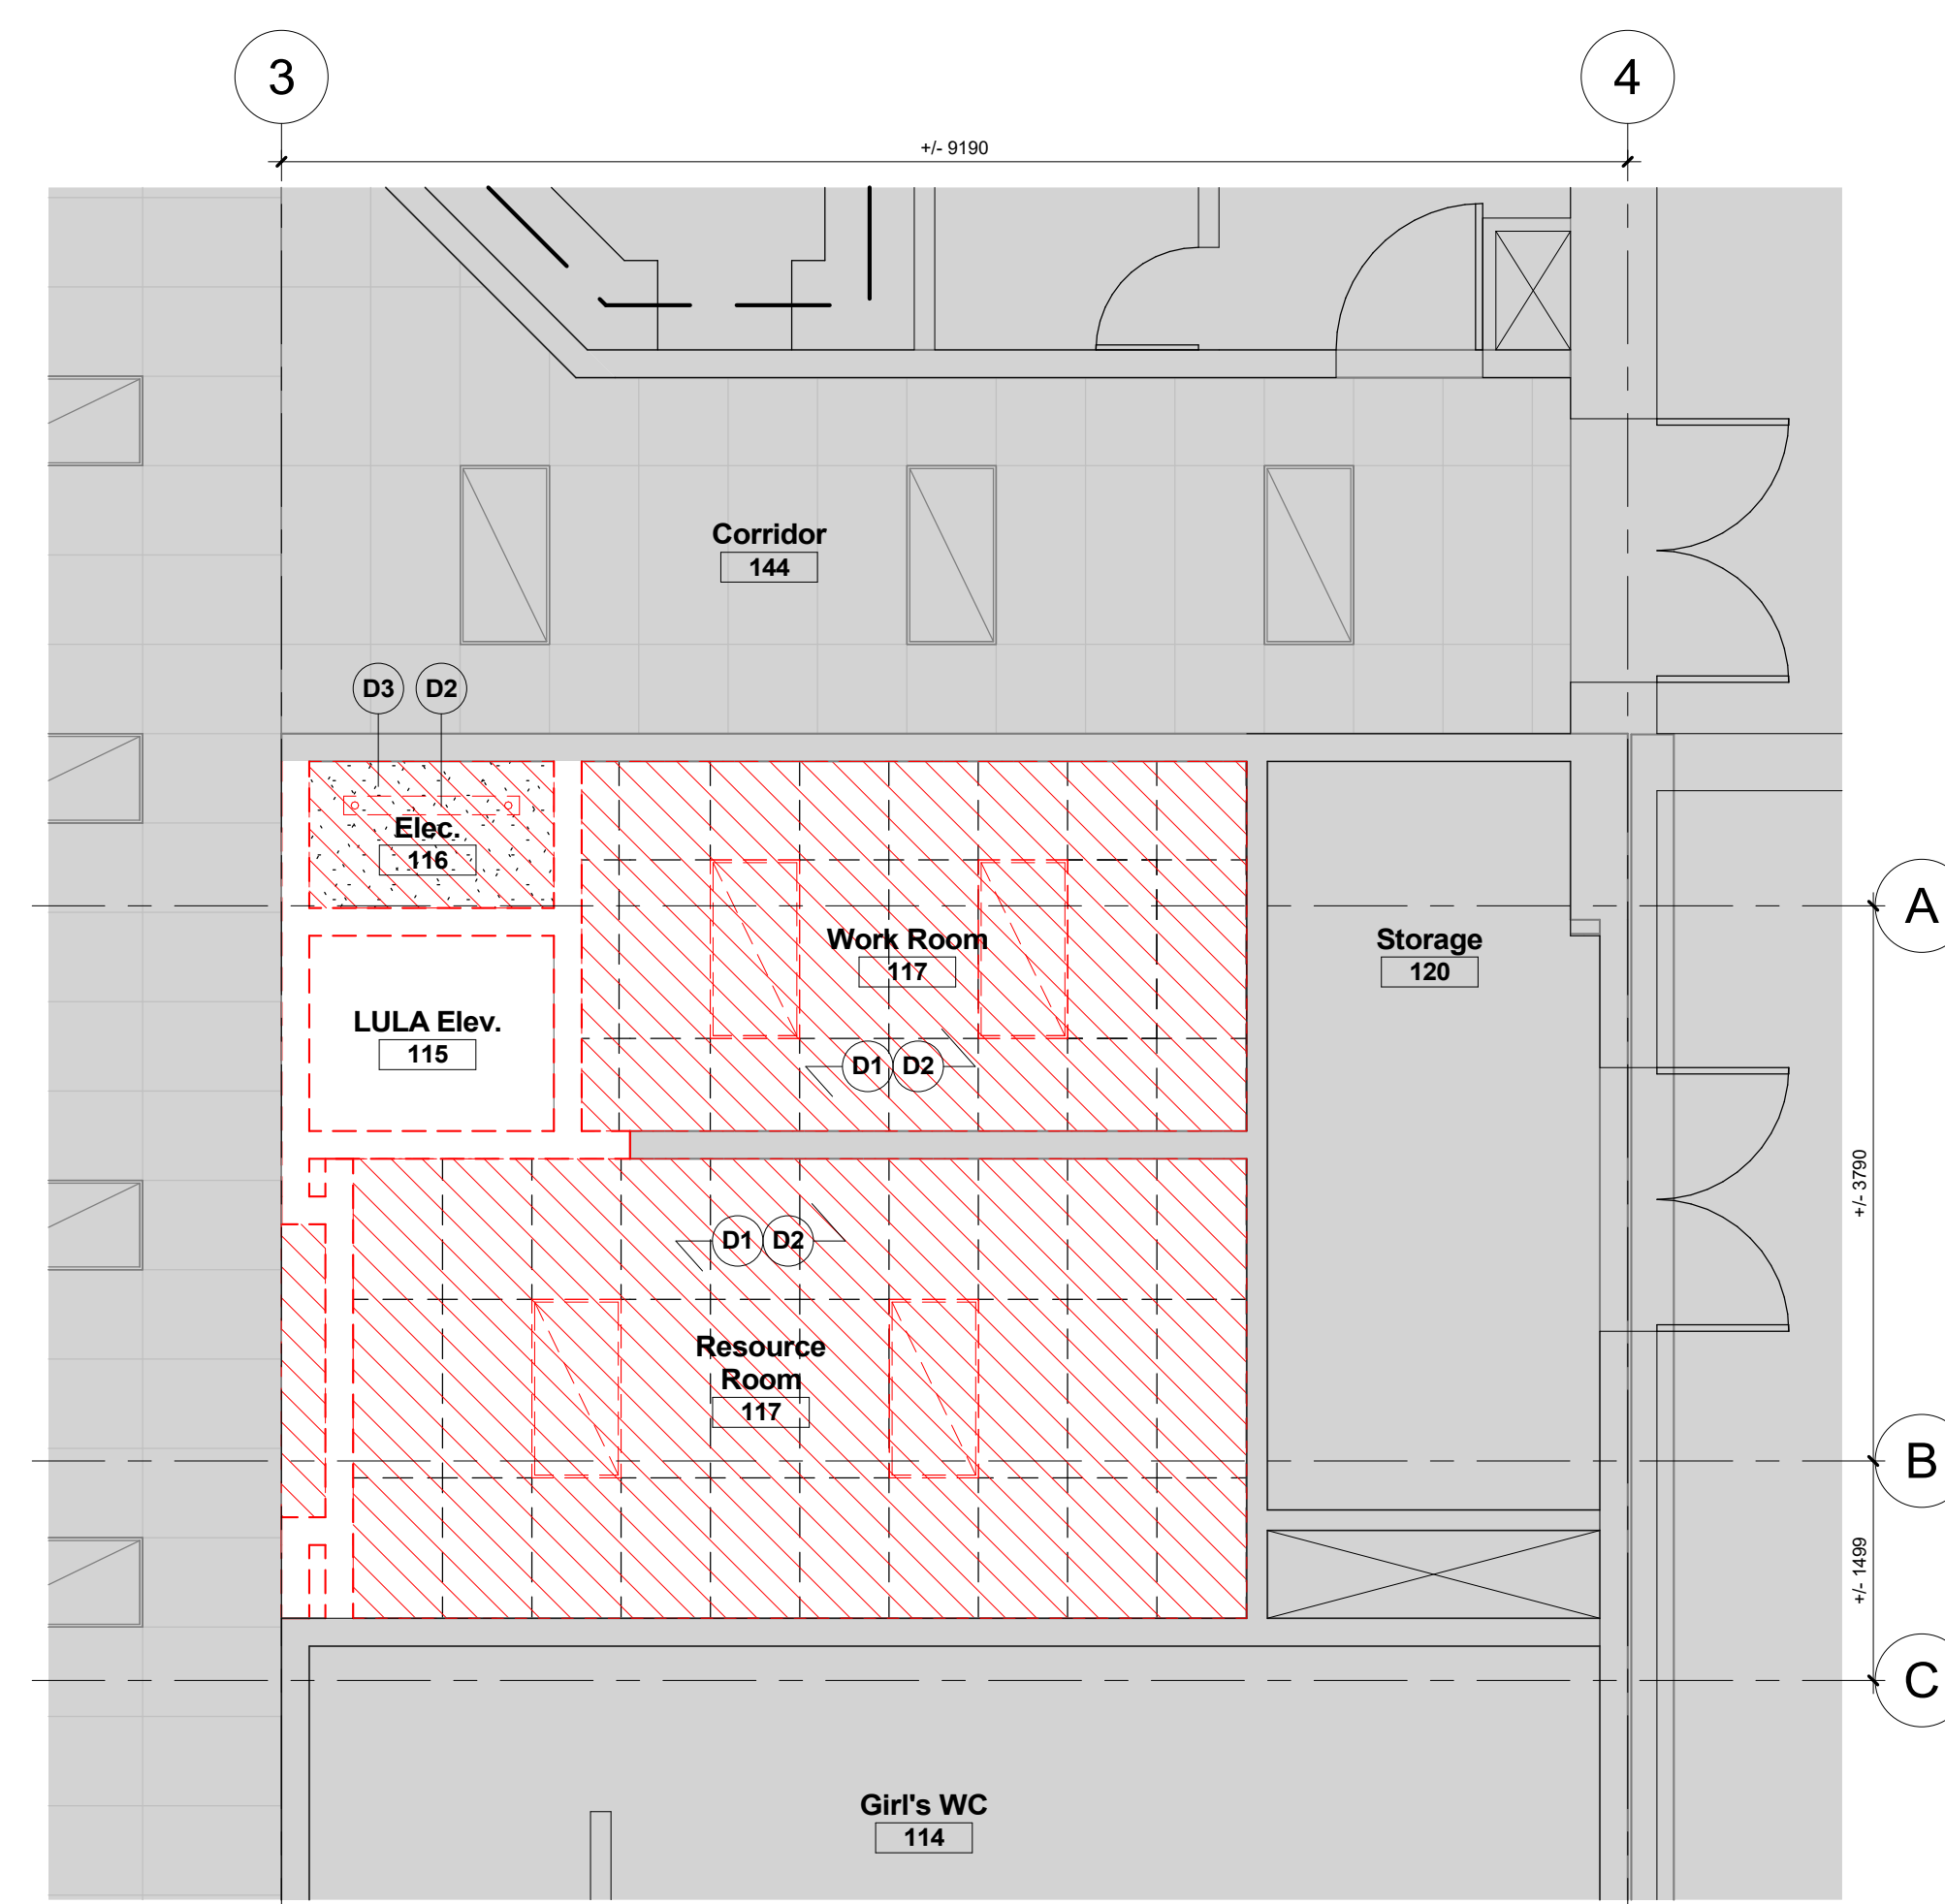 3
4
+/- 9190
Corridor
144
D3
D2
Elec.
116
A
Work Room
117
Storage
120
LULA Elev.
115
D1
D2
+/- 3790
D1
D2
Resource
Room
117
B
+/- 1499
C
Girl's WC
114